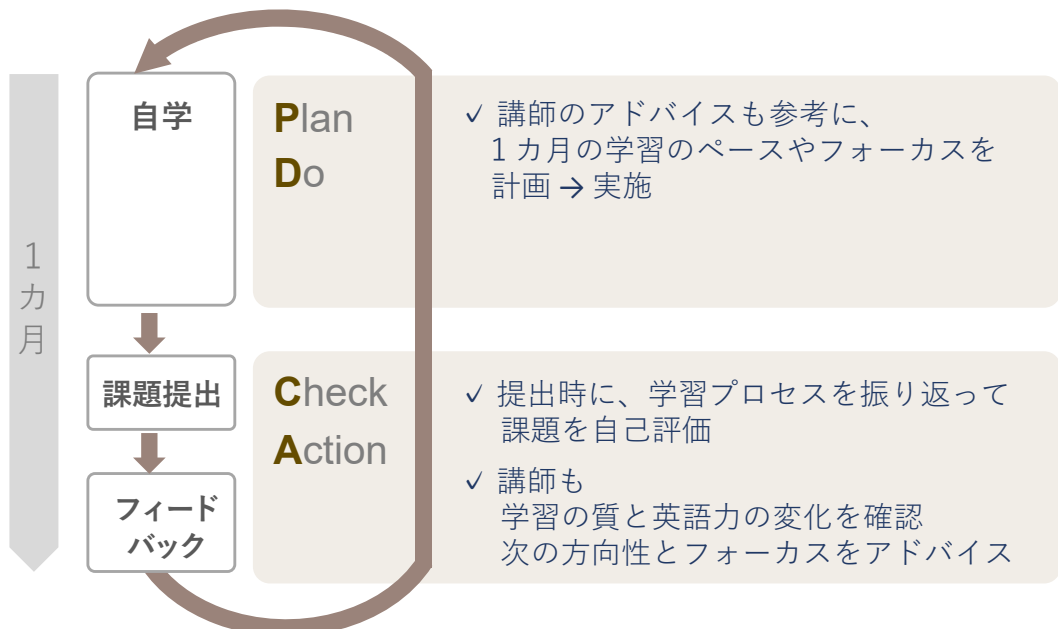 1
カ
月
自学
Plan
Do
✓ 講師のアドバイスも参考に、
1カ月の学習のペースやフォーカスを
計画 → 実施
課題提出
フィード
バック
Check
Action
✓ 提出時に、学習プロセスを振り返って
課題を自己評価
✓ 講師も
学習の質と英語力の変化を確認
次の方向性とフォーカスをアドバイス